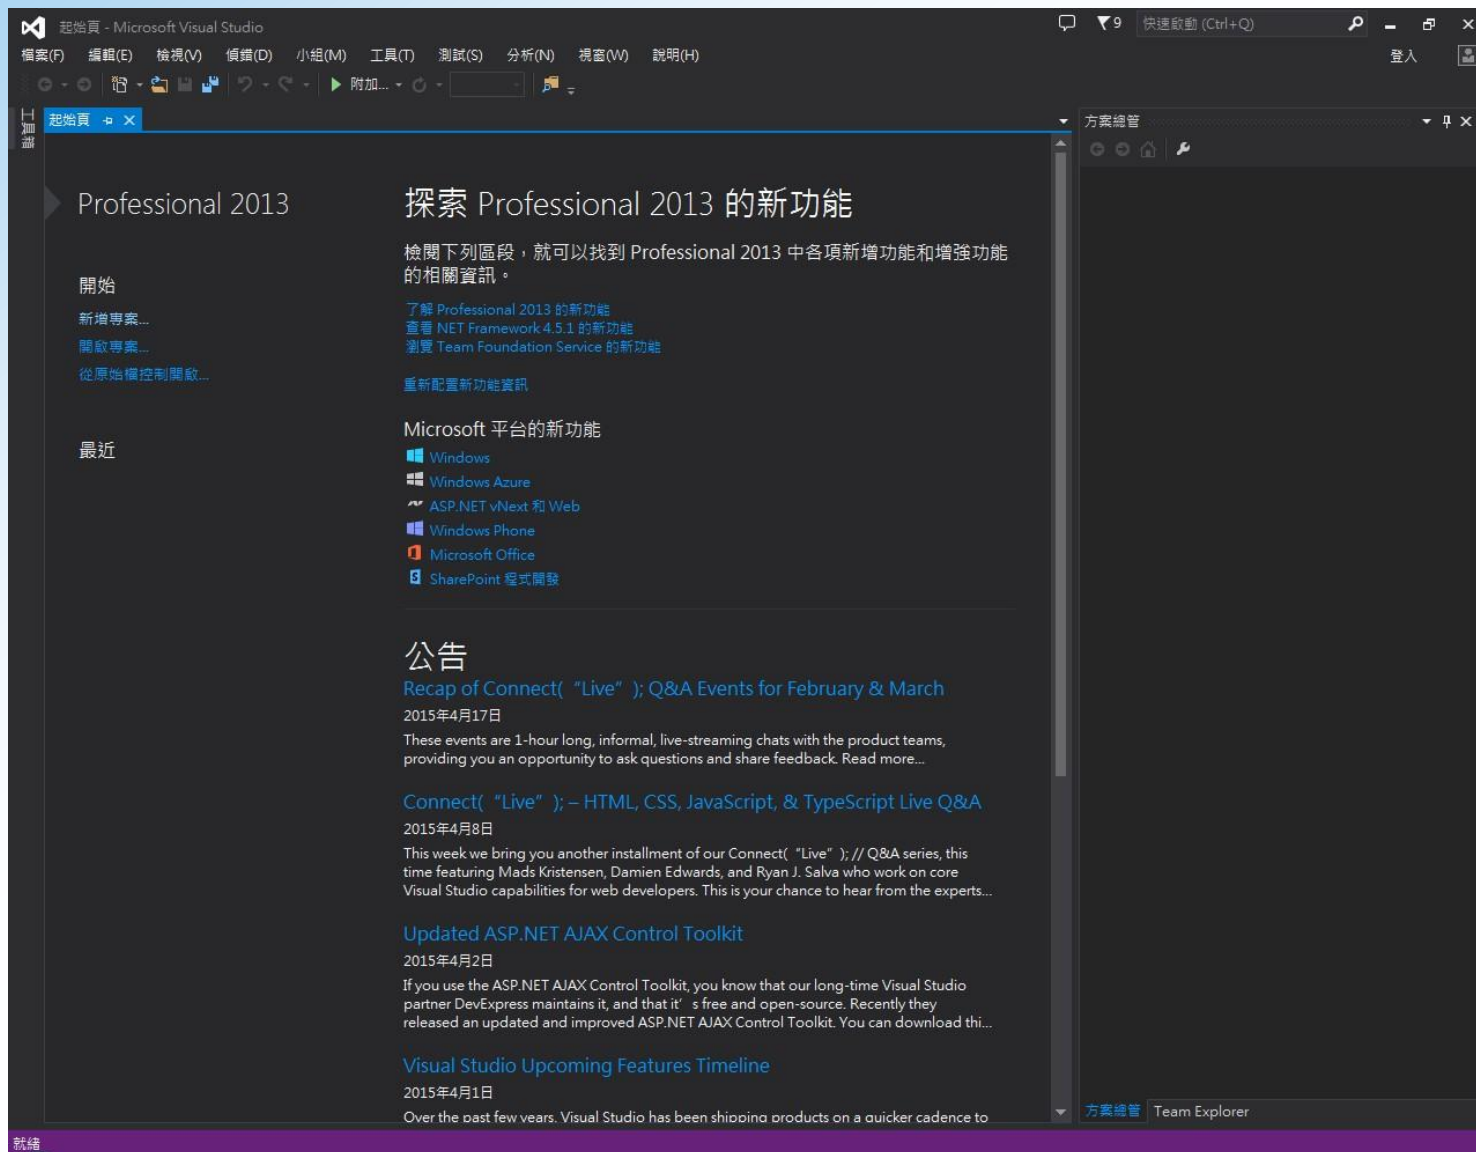 起始頁 - Microsoft Visual Studio
9
快速啟動 (Ctrl+Q)
檔案(F) 編輯(E) 檢視(V) 偵錯(D) 小組(M) 工具(T) 測試(S) 分析(N) 視窗(W) 說明(H)
登入
附加...
工具箱
起始頁
方案總管
Professional 2013
開始
新增專案...
開啟專案...
從原始檔控制開啟...
最近
探索 Professional 2013 的新功能
檢閱下列區段，就可以找到 Professional 2013 中各項新增功能和增強功能
的相關資訊。
了解 Professional 2013 的新功能
查看 NET Framework 4.5.1 的新功能
瀏覽 Team Foundation Service 的新功能
重新配置新功能資訊
Microsoft 平台的新功能
Windows
Windows Azure
ASP.NET vNext 和 Web
Windows Phone
Microsoft Office
SharePoint 程式開發
公告
Recap of Connect( “Live” ); Q&A Events for February & March
2015年4月17日
These events are 1-hour long, informal, live-streaming chats with the product teams,
providing you an opportunity to ask questions and share feedback. Read more...
Connect( “Live” ); – HTML, CSS, JavaScript, & TypeScript Live Q&A
2015年4月8日
This week we bring you another installment of our Connect( “Live” ); // Q&A series, this
time featuring Mads Kristensen, Damien Edwards, and Ryan J. Salva who work on core
Visual Studio capabilities for web developers. This is your chance to hear from the experts...
Updated ASP.NET AJAX Control Toolkit
2015年4月2日
If you use the ASP.NET AJAX Control Toolkit, you know that our long-time Visual Studio
partner DevExpress maintains it, and that it’ s free and open-source. Recently they
released an updated and improved ASP.NET AJAX Control Toolkit. You can download thi...
Visual Studio Upcoming Features Timeline
2015年4月1日
Over the past few years, Visual Studio has been shipping products on a quicker cadence to
方案總管 Team Explorer
就緒